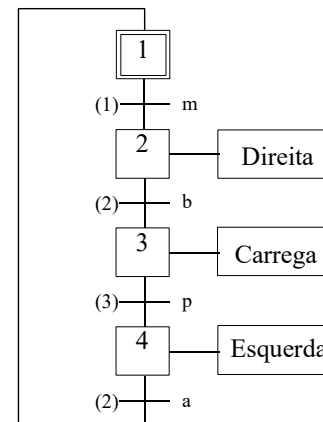 1
(1) m
2 Direita
(2) b
3 Carrega
(3) p
4 Esquerda
(2) a